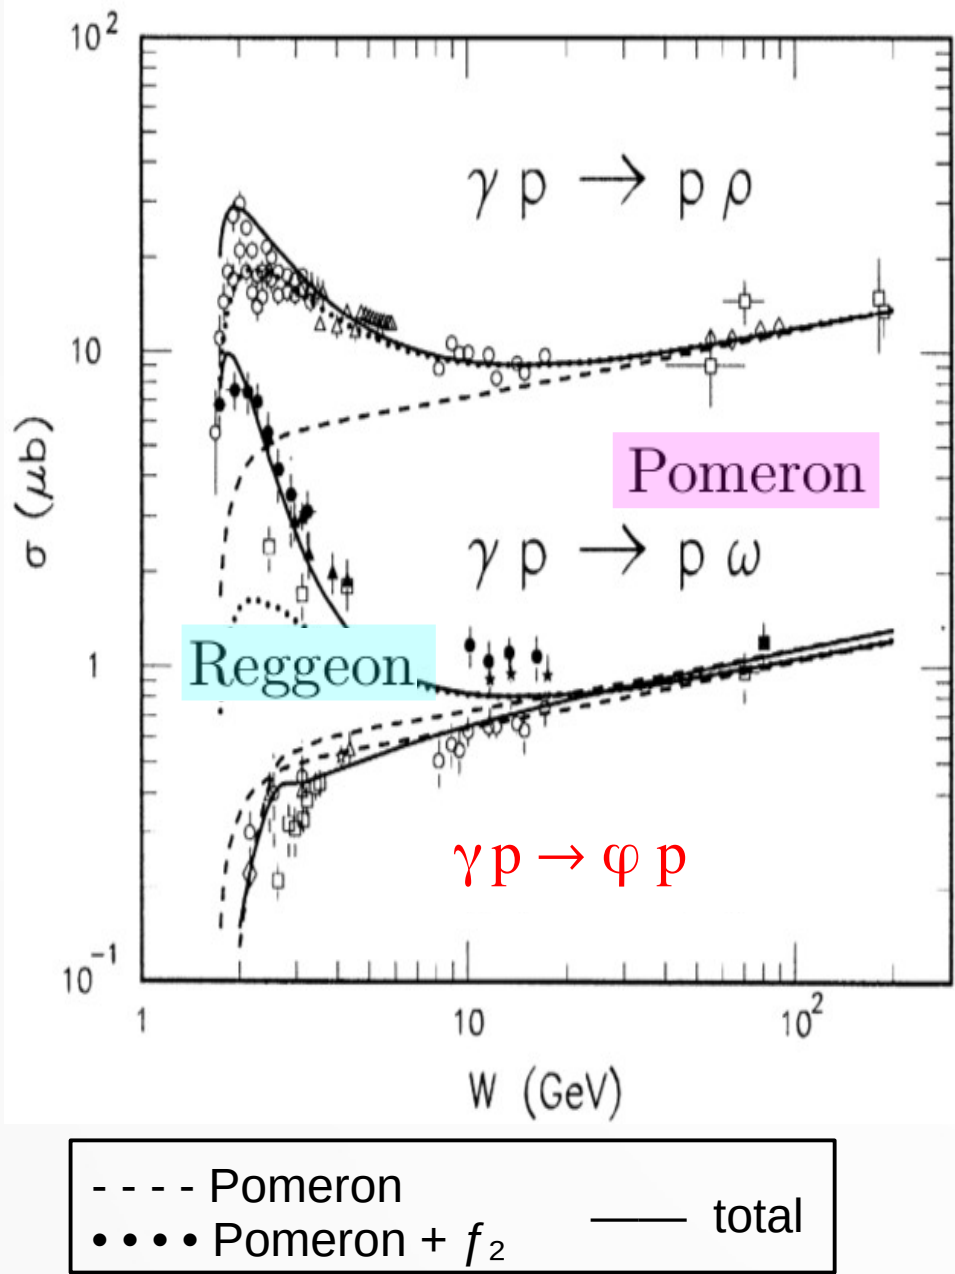 10²
γ p → p ρ
10
σ (μb)
Pomeron
γ p → p ω
1
Reggeon
γ p → φ p
10⁻¹
1 10 10²
W (GeV)
- - - - Pomeron
•••• Pomeron + f₂
—— total